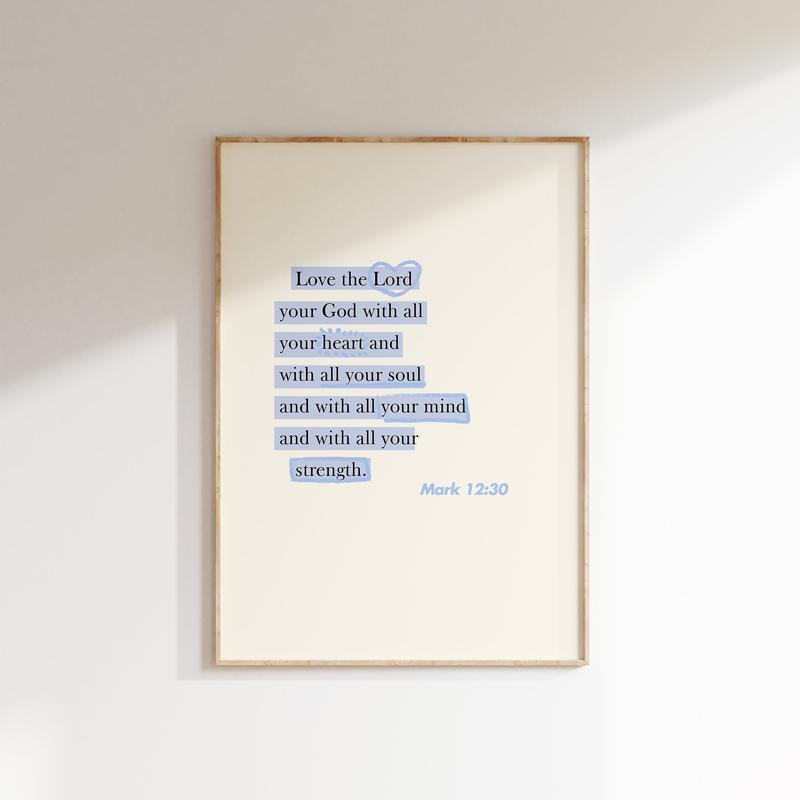 Love the Lord
your God with all
your heart and
with all your soul
and with all your mind
and with all your
strength.
Mark 12:30